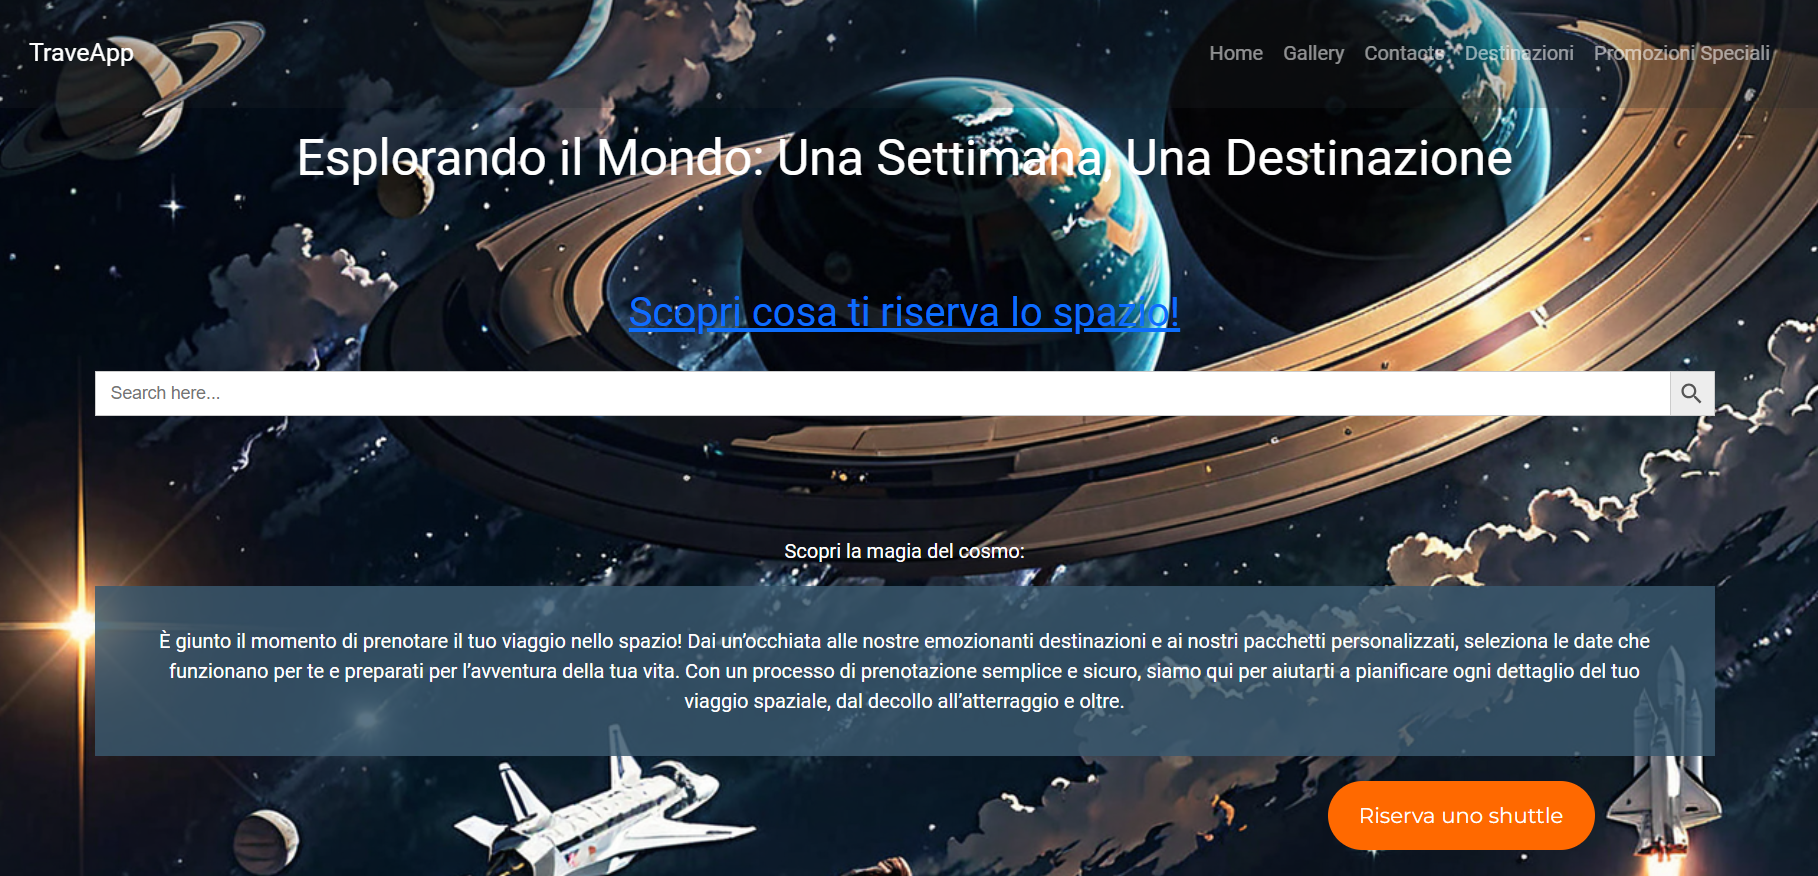 TraveApp
Home Gallery Contacts Destinazioni Promozioni Speciali
Esplorando il Mondo: Una Settimana, Una Destinazione
Scopri cosa ti riserva lo spazio!
Search here...
Scopri la magia del cosmo:
È giunto il momento di prenotare il tuo viaggio nello spazio! Dai un’occhiata alle nostre emozionanti destinazioni e ai nostri pacchetti personalizzati, seleziona le date che
funzionano per te e preparati per l’avventura della tua vita. Con un processo di prenotazione semplice e sicuro, siamo qui per aiutarti a pianificare ogni dettaglio del tuo
viaggio spaziale, dal decollo all’atterraggio e oltre.
Riserva uno shuttle